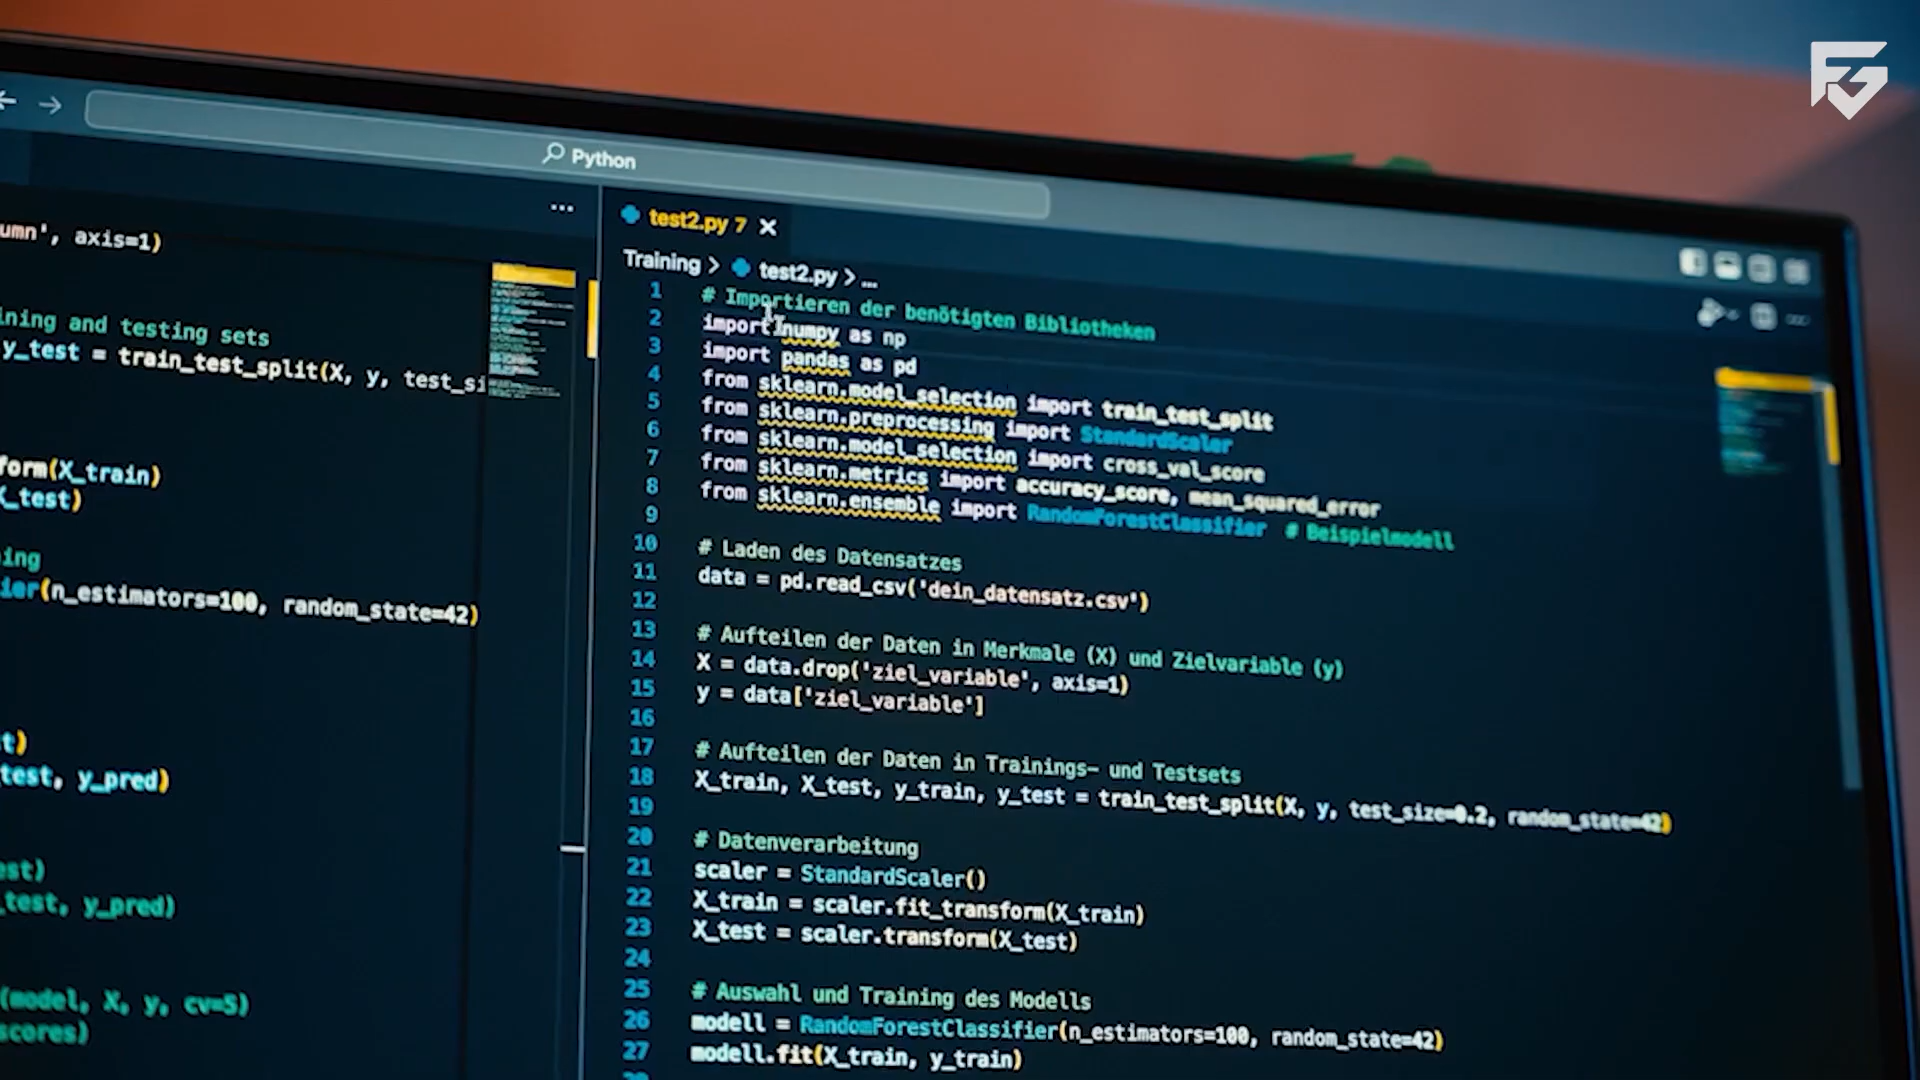 Python
umn', axis=1)
ning and testing sets
y_test = train_test_split(X, y, test_si
form(X_train)
X_test)
ing
ier(n_estimators=100, random_state=42)
t)
test, y_pred)
est)
_test, y_pred)
(model, X, y, cv=5)
scores)
test2.py 7
Training > test2.py > ...
1 # Importieren der benötigten Bibliotheken
2 import numpy as np
3 import pandas as pd
4 from sklearn.model_selection import train_test_split
5 from sklearn.preprocessing import StandardScaler
6 from sklearn.model_selection import cross_val_score
7 from sklearn.metrics import accuracy_score, mean_squared_error
8 from sklearn.ensemble import RandomForestClassifier # Beispielmodell
9
10 # Laden des Datensatzes
11 data = pd.read_csv('dein_datensatz.csv')
12
13 # Aufteilen der Daten in Merkmale (X) und Zielvariable (y)
14 X = data.drop('ziel_variable', axis=1)
15 y = data['ziel_variable']
16
17 # Aufteilen der Daten in Trainings- und Testsets
18 X_train, X_test, y_train, y_test = train_test_split(X, y, test_size=0.2, random_state=42)
19
20 # Datenverarbeitung
21 scaler = StandardScaler()
22 X_train = scaler.fit_transform(X_train)
23 X_test = scaler.transform(X_test)
24
25 # Auswahl und Training des Modells
26 modell = RandomForestClassifier(n_estimators=100, random_state=42)
27 modell.fit(X_train, y_train)